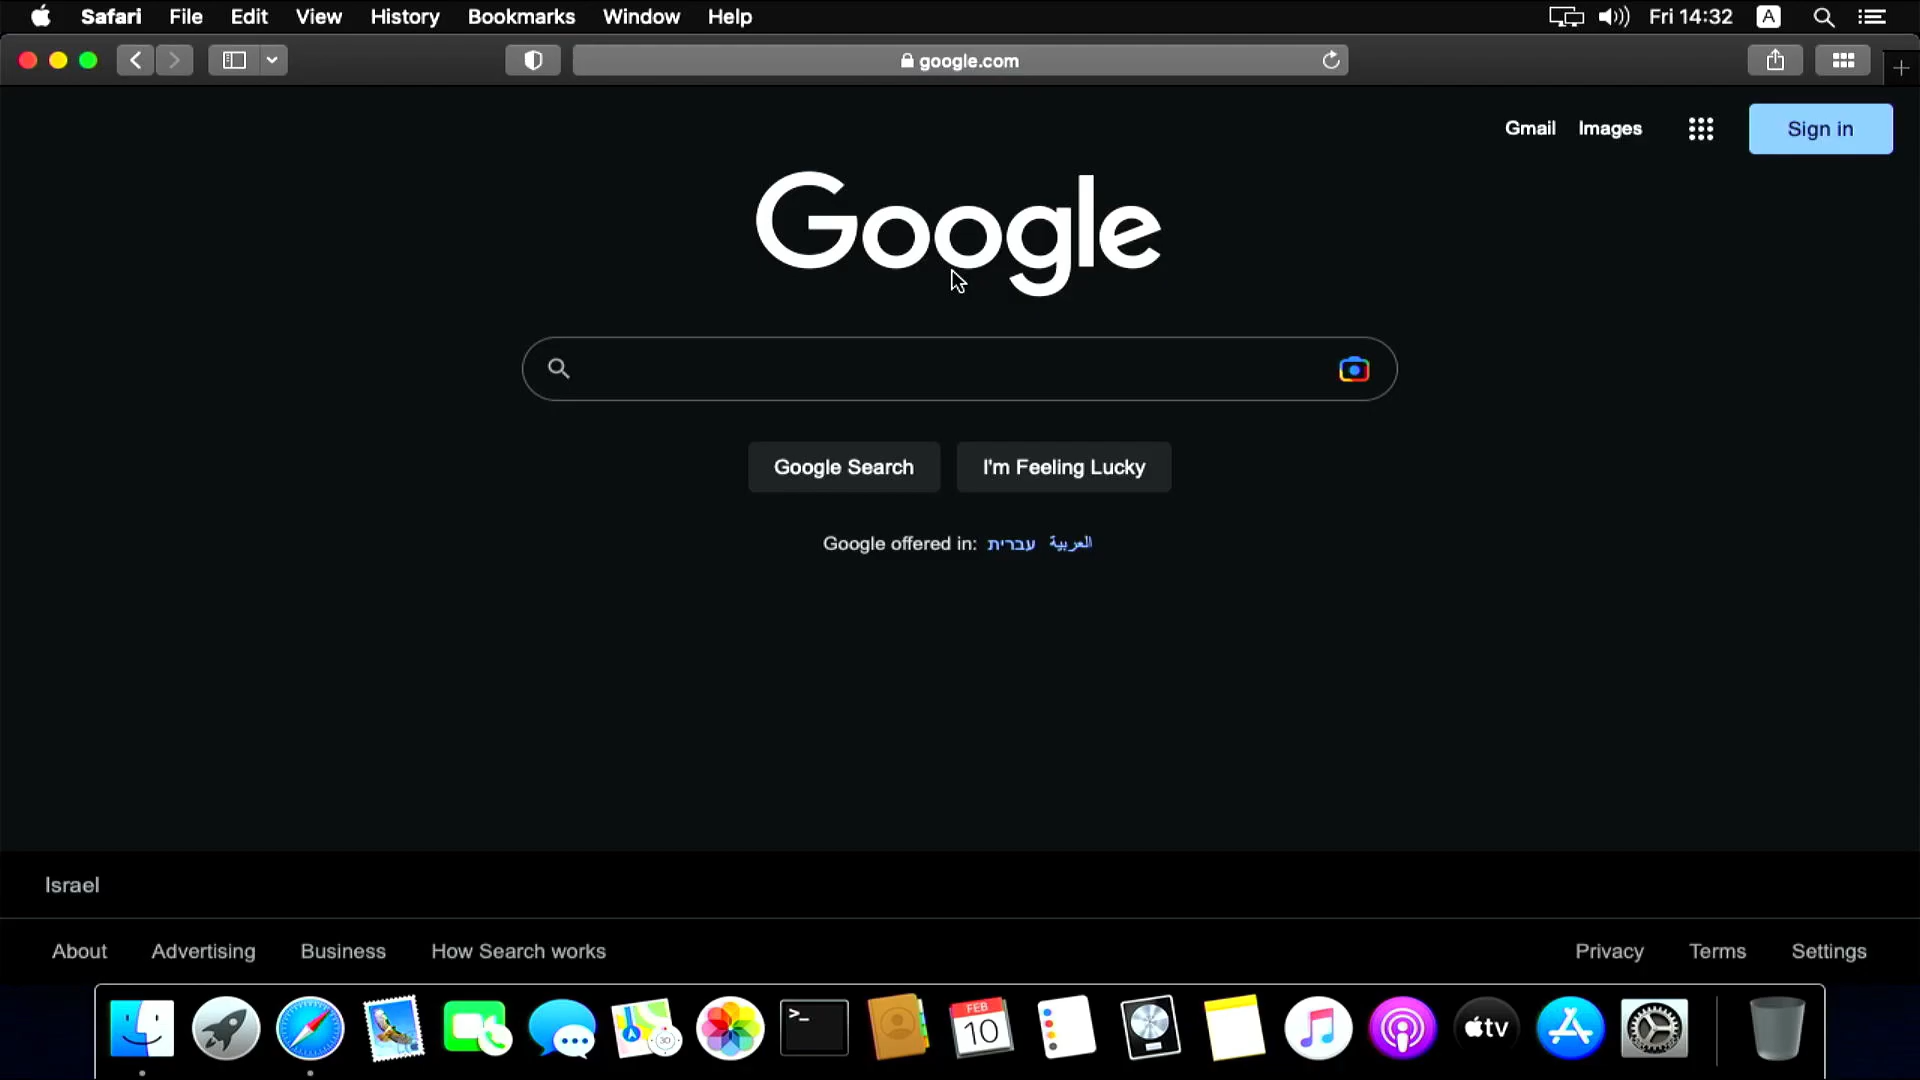 Safari File Edit View History Bookmarks Window Help Fri 14:32 A
google.com
Gmail Images Sign in
Google
Google Search I'm Feeling Lucky
Google offered in: עברית العربية
Israel
About Advertising Business How Search works Privacy Terms Settings
>_ FEB 10 30 tv